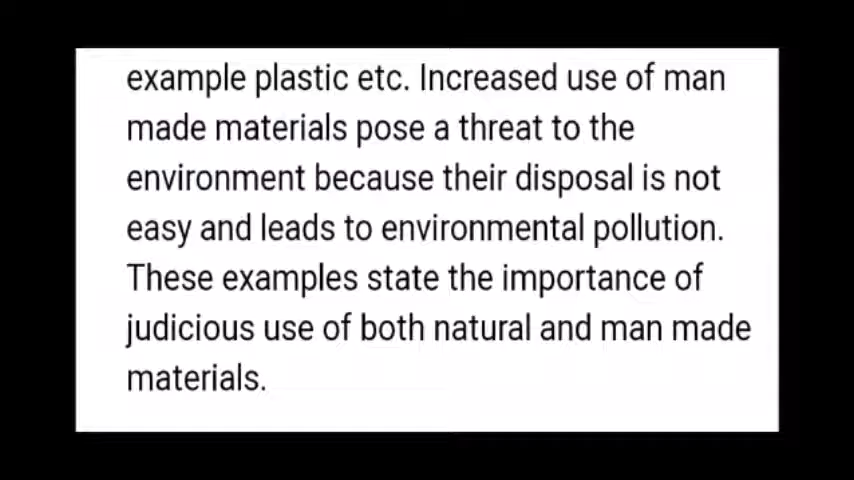 example plastic etc. Increased use of man
made materials pose a threat to the
environment because their disposal is not
easy and leads to environmental pollution.
These examples state the importance of
judicious use of both natural and man made
materials.